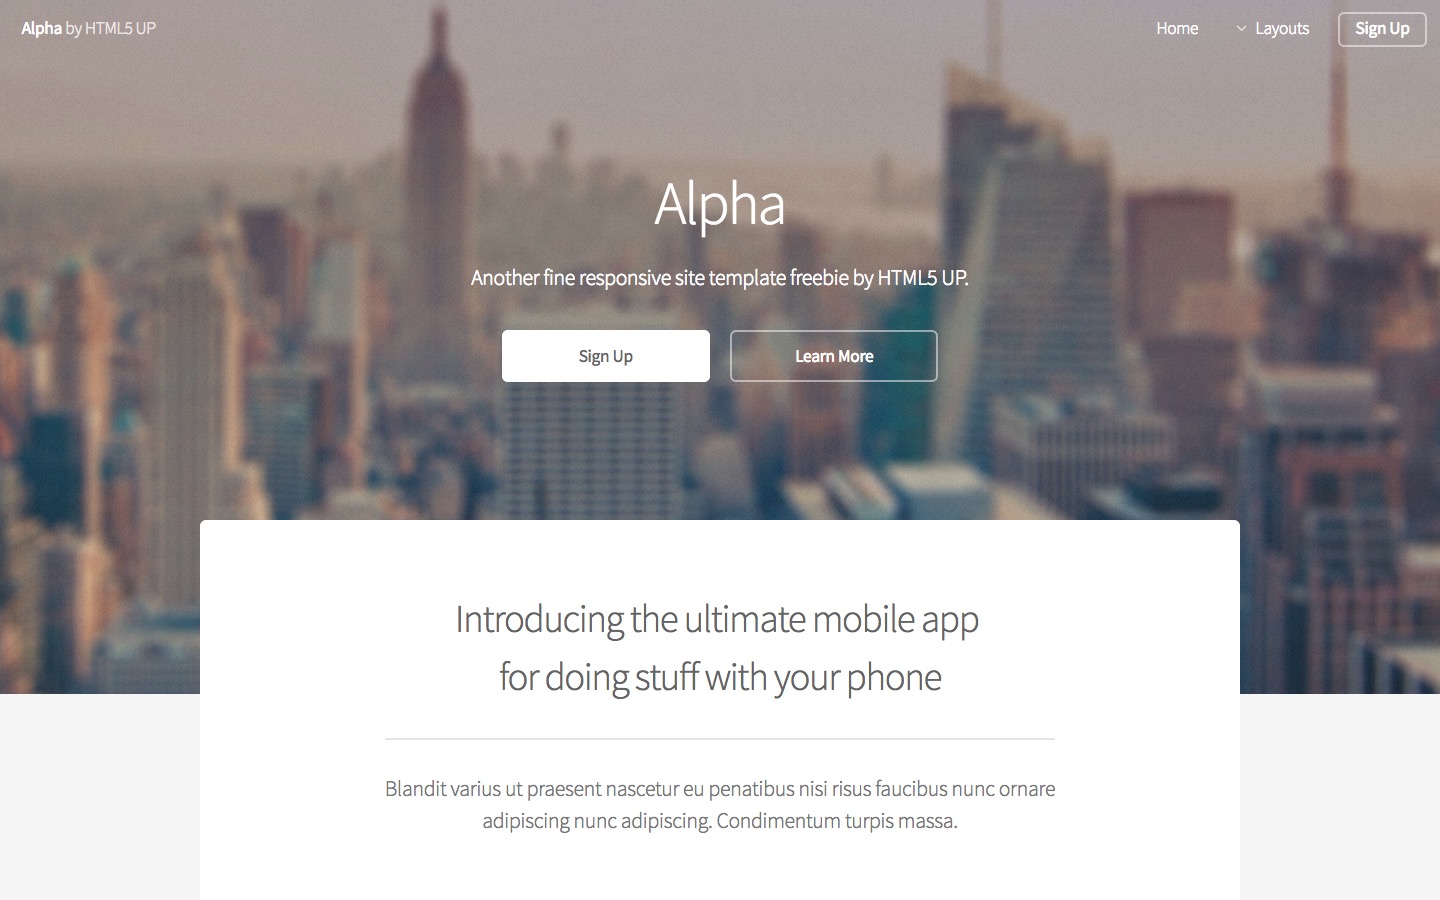 Alpha by HTML5 UP
Home
Layouts
Sign Up
Alpha
Another fine responsive site template freebie by HTML5 UP.
Sign Up
Learn More
Introducing the ultimate mobile app
for doing stuff with your phone
Blandit varius ut praesent nascetur eu penatibus nisi risus faucibus nunc ornare
adipiscing nunc adipiscing. Condimentum turpis massa.